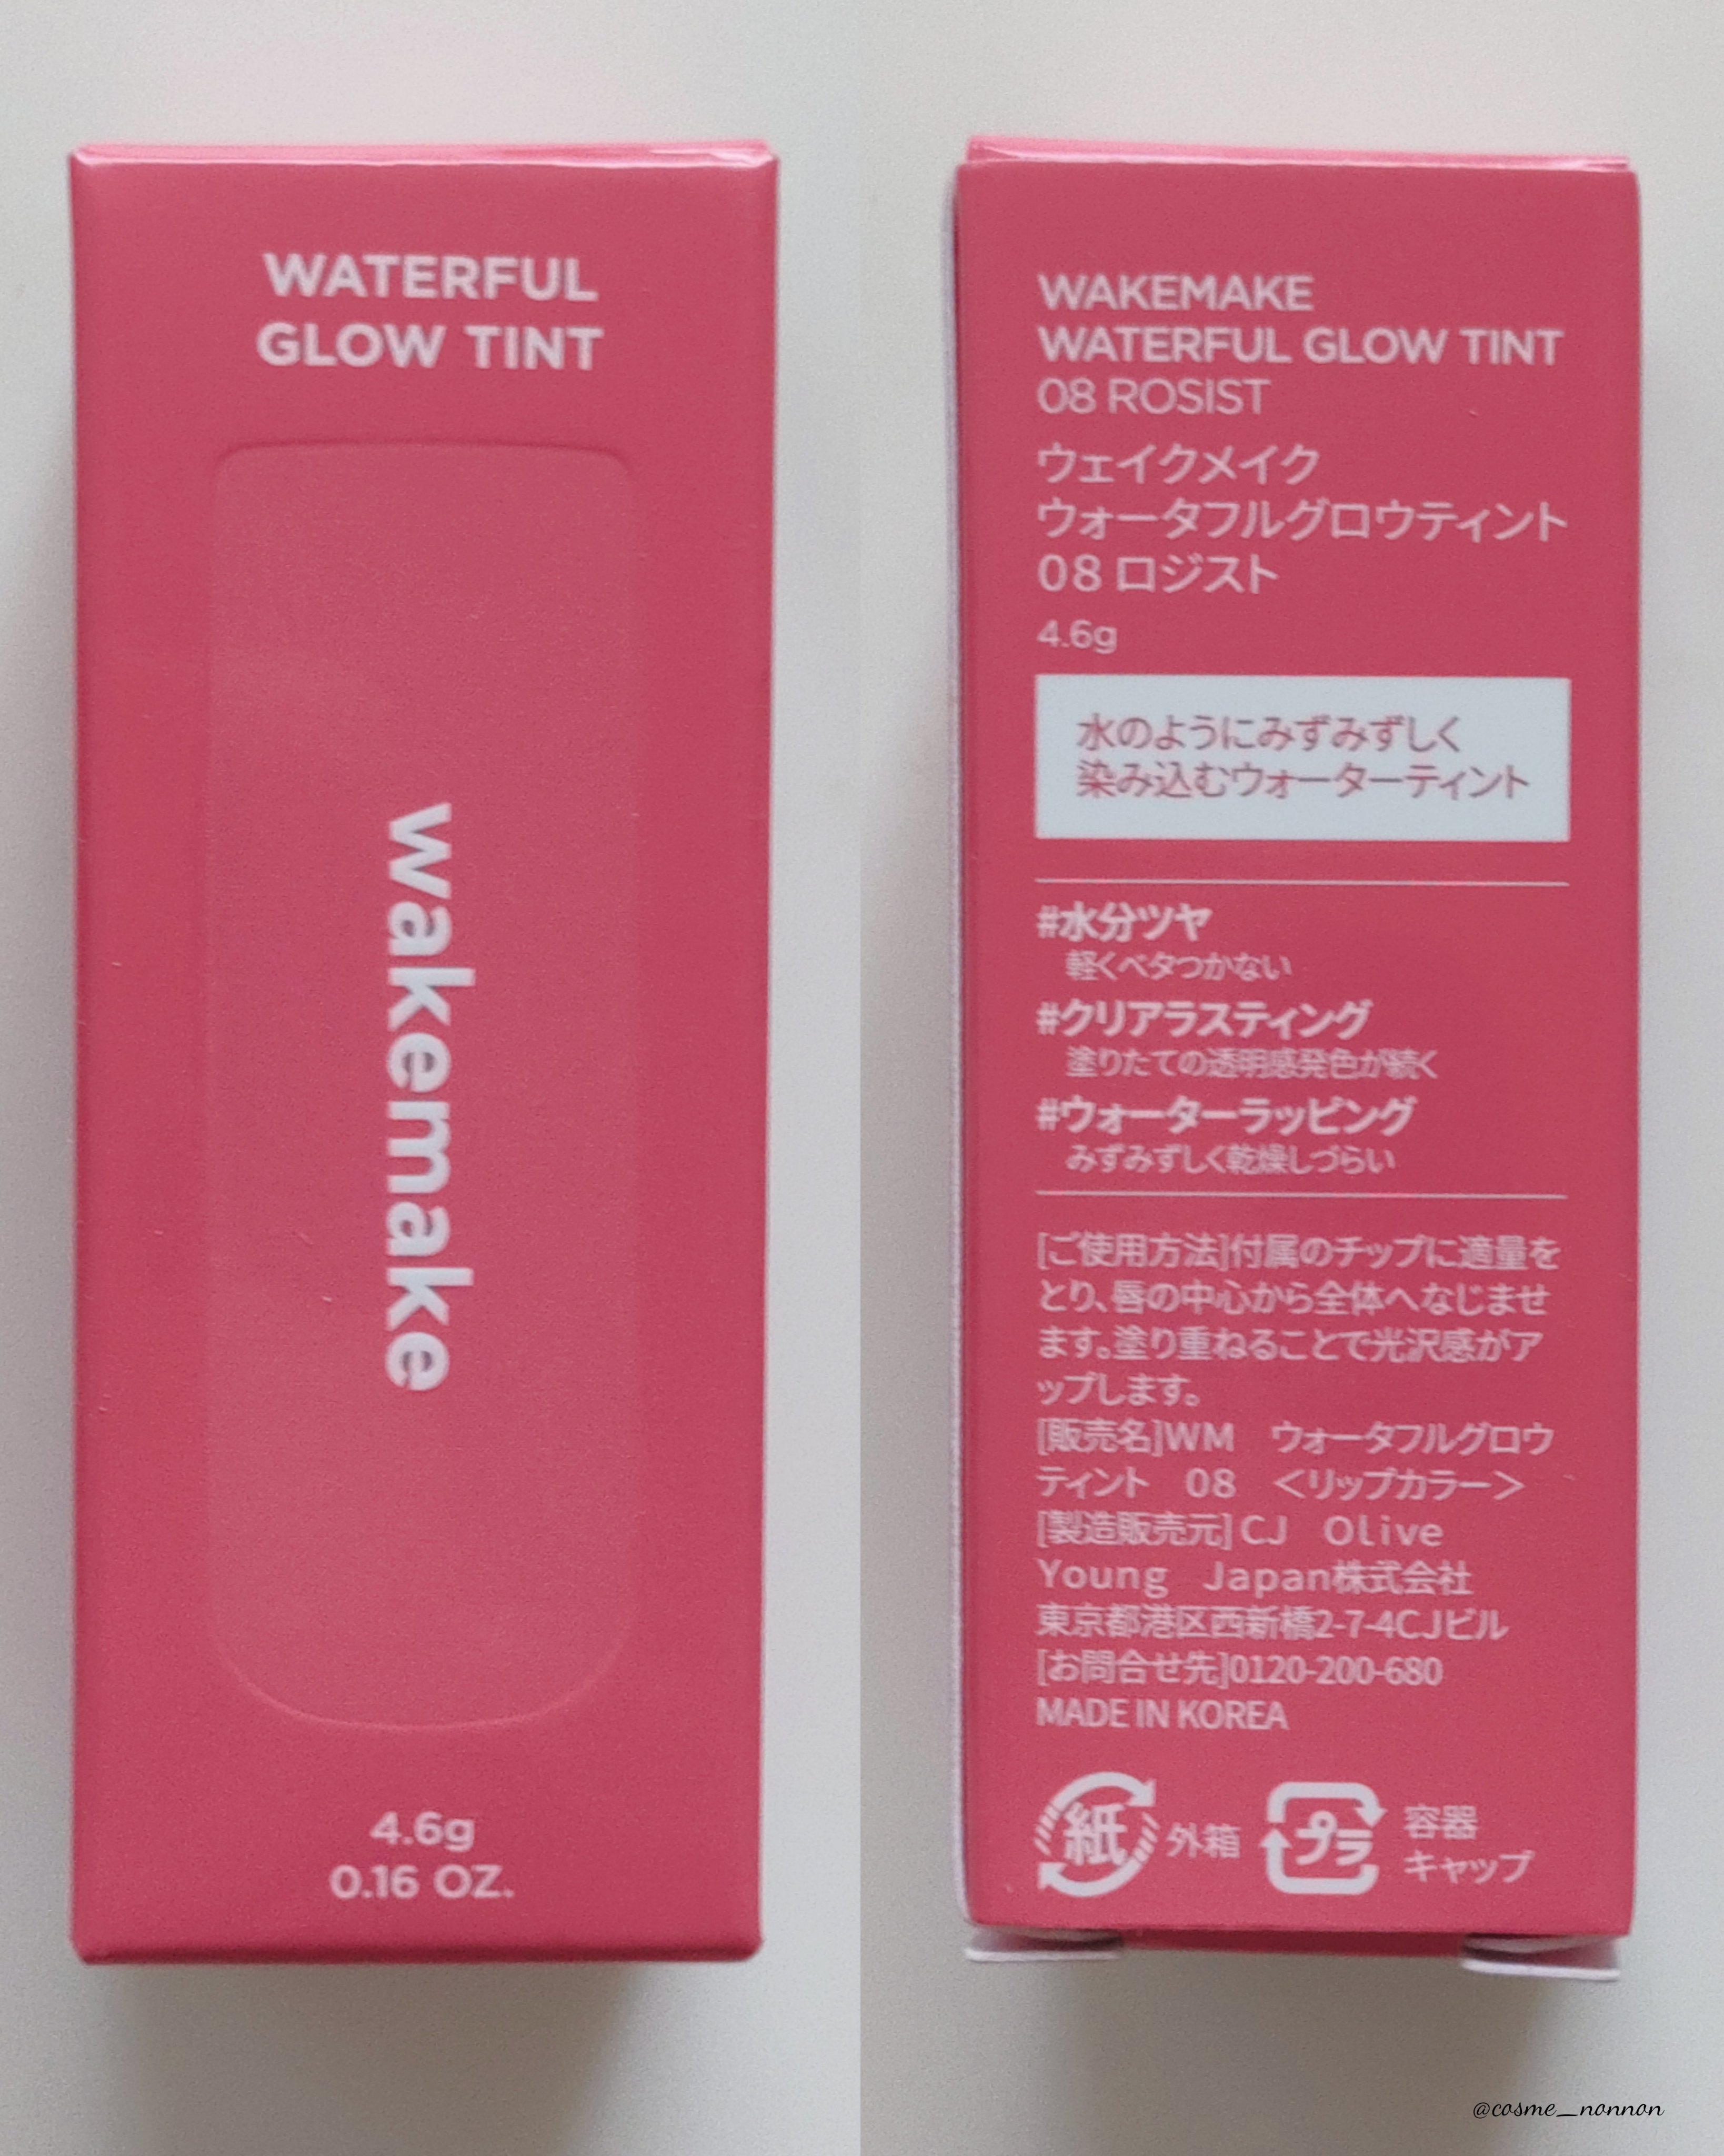 WATERFUL
GLOW TINT
wakemake
4.6g
0.16 OZ.
WAKEMAKE
WATERFUL GLOW TINT
08 ROSIST
ウェイクメイク
ウォータフルグロウティント
08 ロジスト
4.6g
水のようにみずみずしく
染み込むウォーターティント
#水分ツヤ
軽くベタつかない
#クリアラスティング
塗りたての透明感発色が続く
#ウォーターラッピング
みずみずしく乾燥しづらい
[ご使用方法]付属のチップに適量を
とり、唇の中心から全体へなじませ
ます。塗り重ねることで光沢感がア
ップします。
[販売名]WM　ウォータフルグロウ
ティント　08　＜リップカラー＞
[製造販売元]CJ　Olive
Young　Japan株式会社
東京都港区西新橋2-7-4CJビル
[お問合せ先]0120-200-680
MADE IN KOREA
紙 外箱 プラ 容器
キャップ
@cosme_nonnon